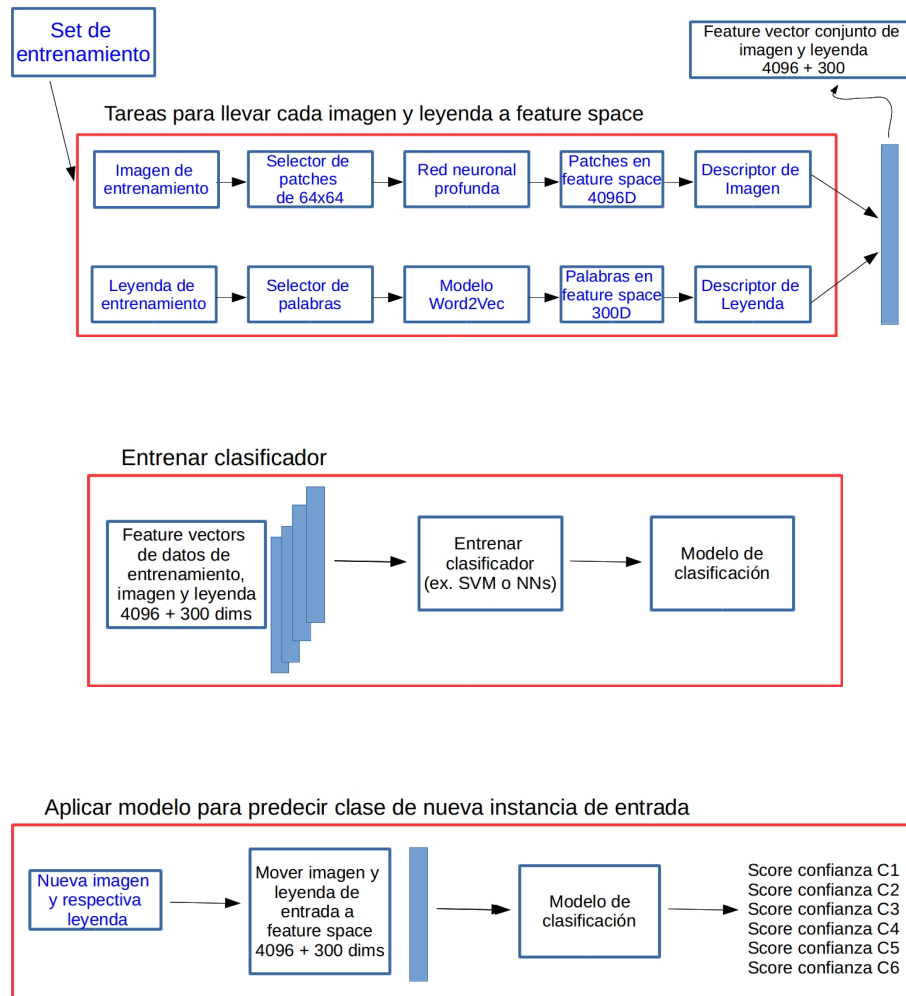 Set de
entrenamiento
Feature vector conjunto de
imagen y leyenda
4096 + 300
Tareas para llevar cada imagen y leyenda a feature space
Imagen de
entrenamiento
Selector de
patches
de 64x64
Red neuronal
profunda
Patches en
feature space
4096D
Descriptor de
Imagen
Leyenda de
entrenamiento
Selector de
palabras
Modelo
Word2Vec
Palabras en
feature space
300D
Descriptor de
Leyenda
Entrenar clasificador
Feature vectors
de datos de
entrenamiento,
imagen y leyenda
4096 + 300 dims
Entrenar
clasificador
(ex. SVM o NNs)
Modelo de
clasificación
Aplicar modelo para predecir clase de nueva instancia de entrada
Nueva imagen
y respectiva
leyenda
Mover imagen y
leyenda de
entrada a
feature space
4096 + 300 dims
Modelo de
clasificación
Score confianza C1
Score confianza C2
Score confianza C3
Score confianza C4
Score confianza C5
Score confianza C6